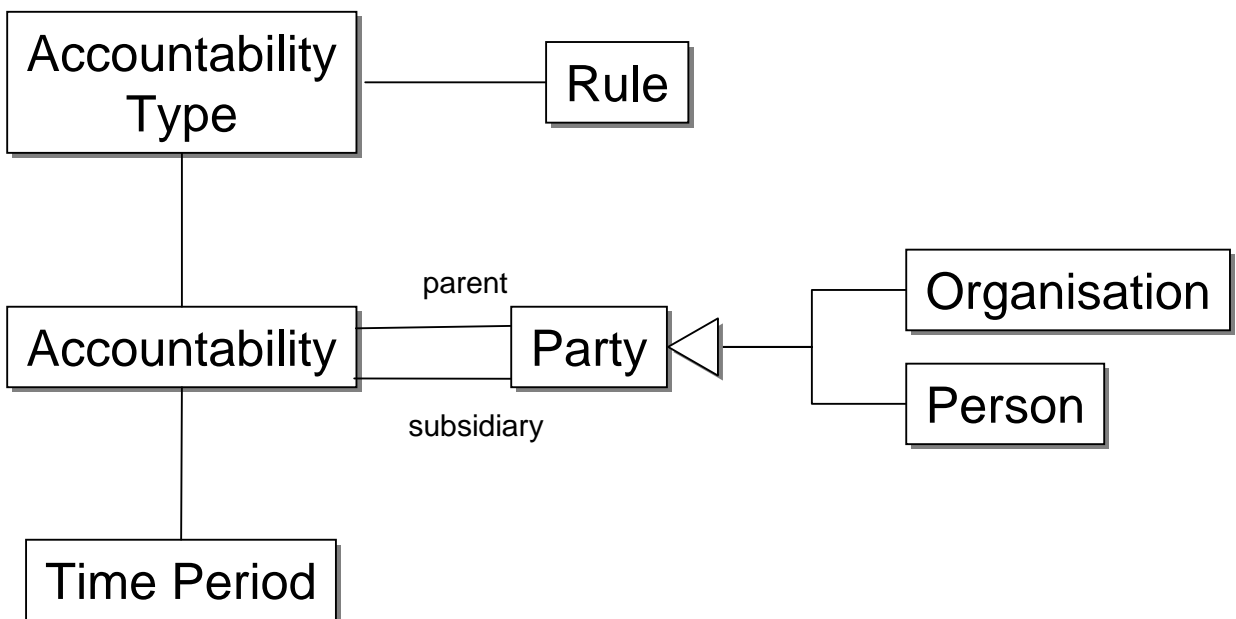 Accountability
Type
Rule
parent
Organisation
Accountability
Party
Person
subsidiary
Time Period